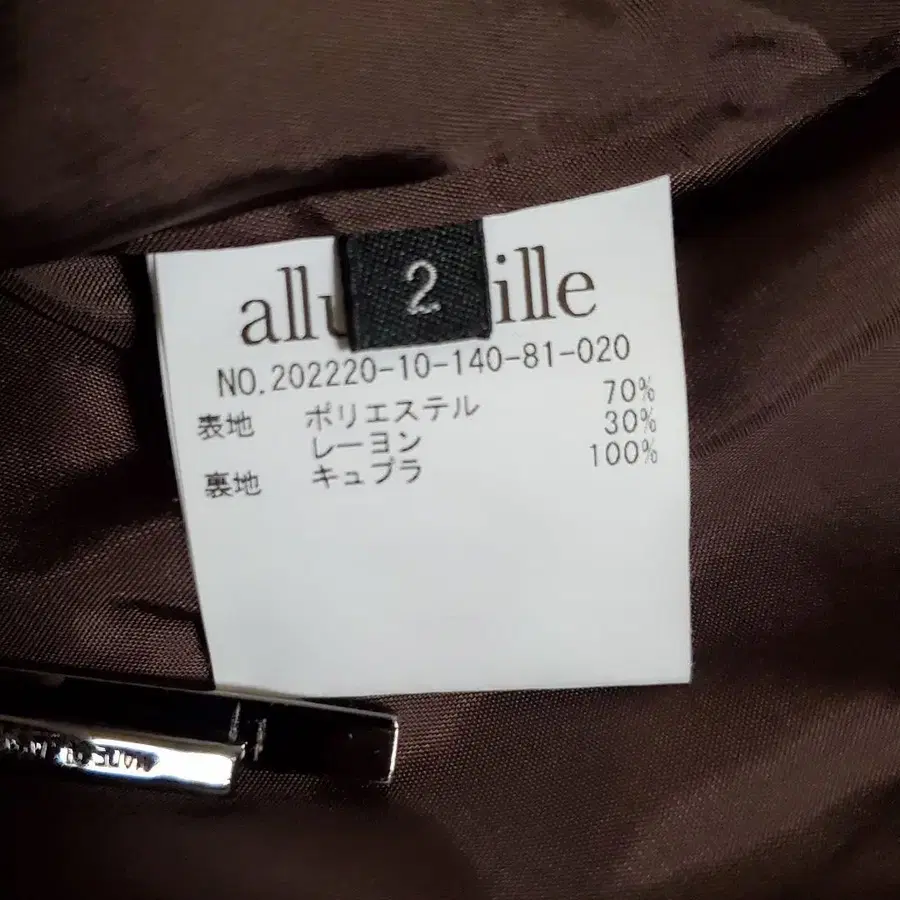 allu
2
ille
NO.202220-10-140-81-020
表地 ポリエステル 70%
レーヨン 30%
裏地 キュプラ 100%